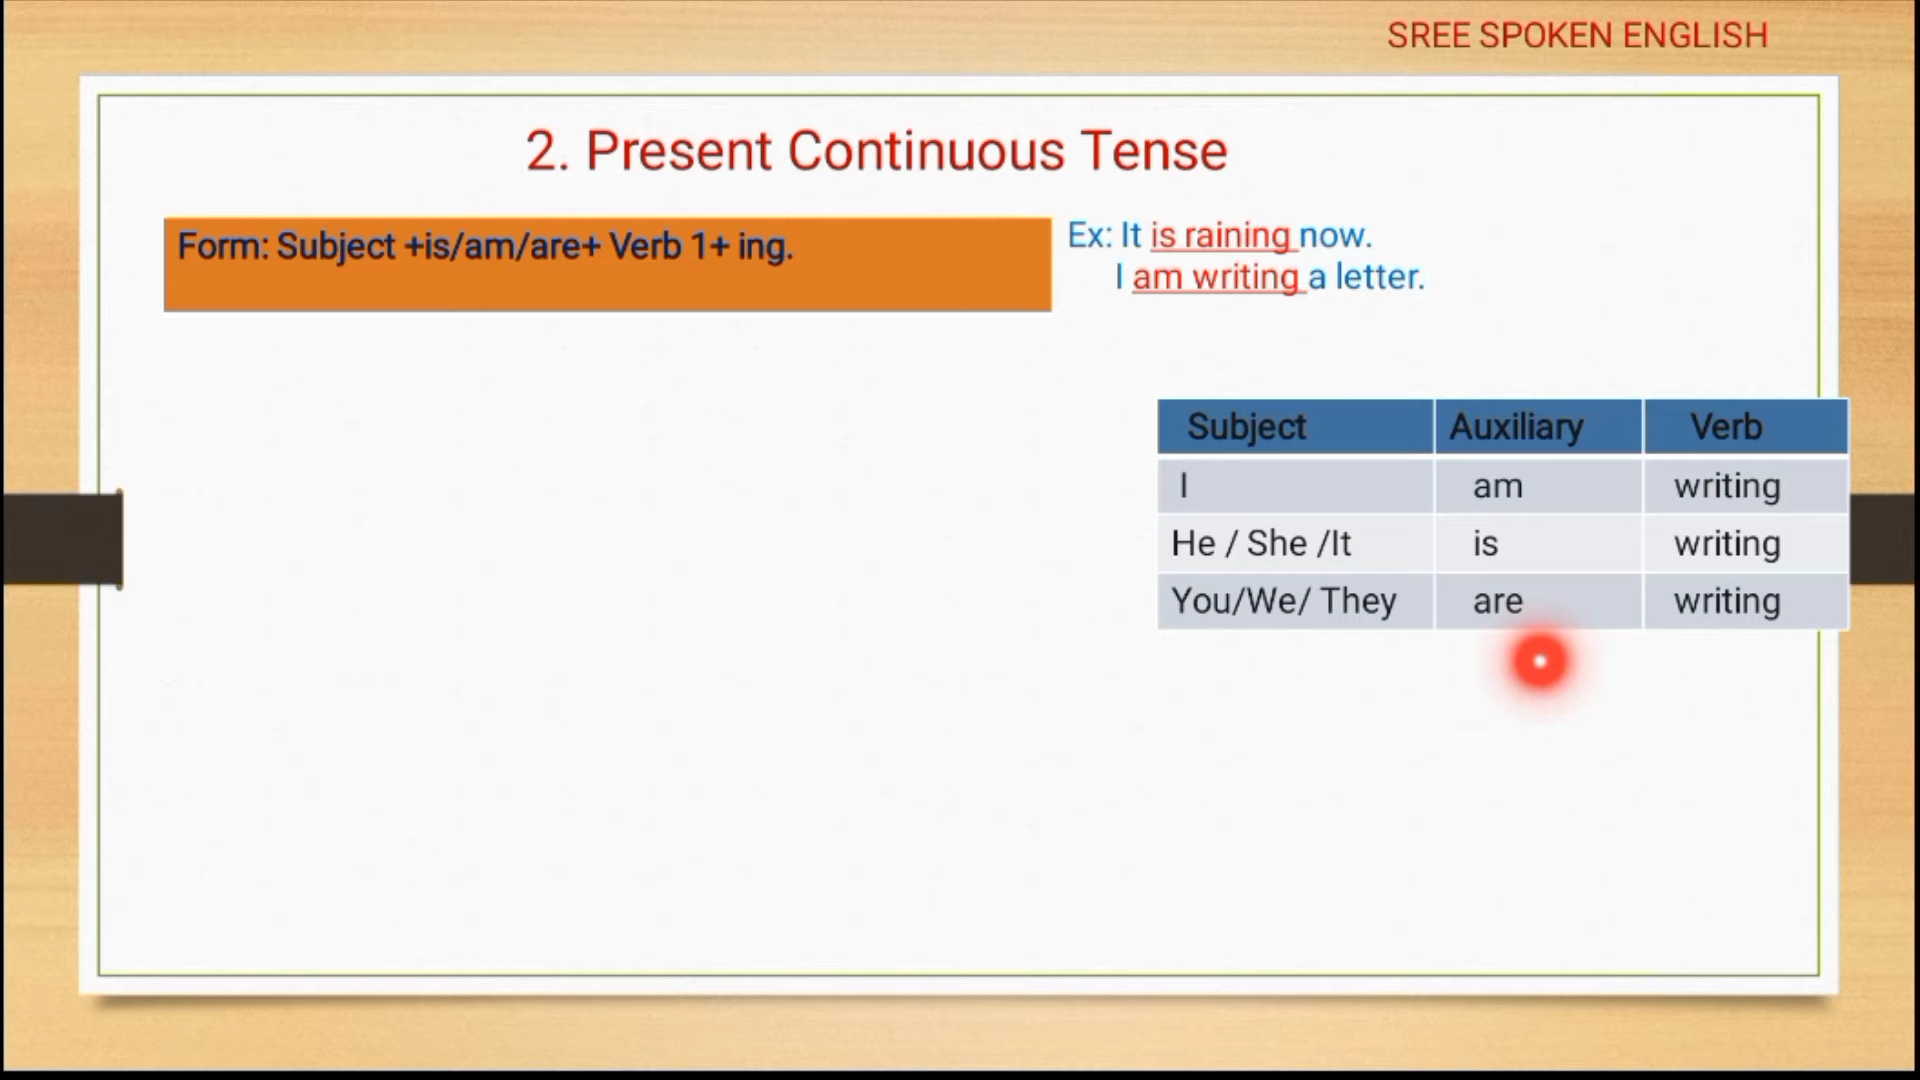 SREE SPOKEN ENGLISH
2. Present Continuous Tense
Form: Subject +is/am/are+ Verb 1+ ing.
Ex: It is raining now.
I am writing a letter.
Subject Auxiliary Verb
I am writing
He / She /It is writing
You/We/ They are writing